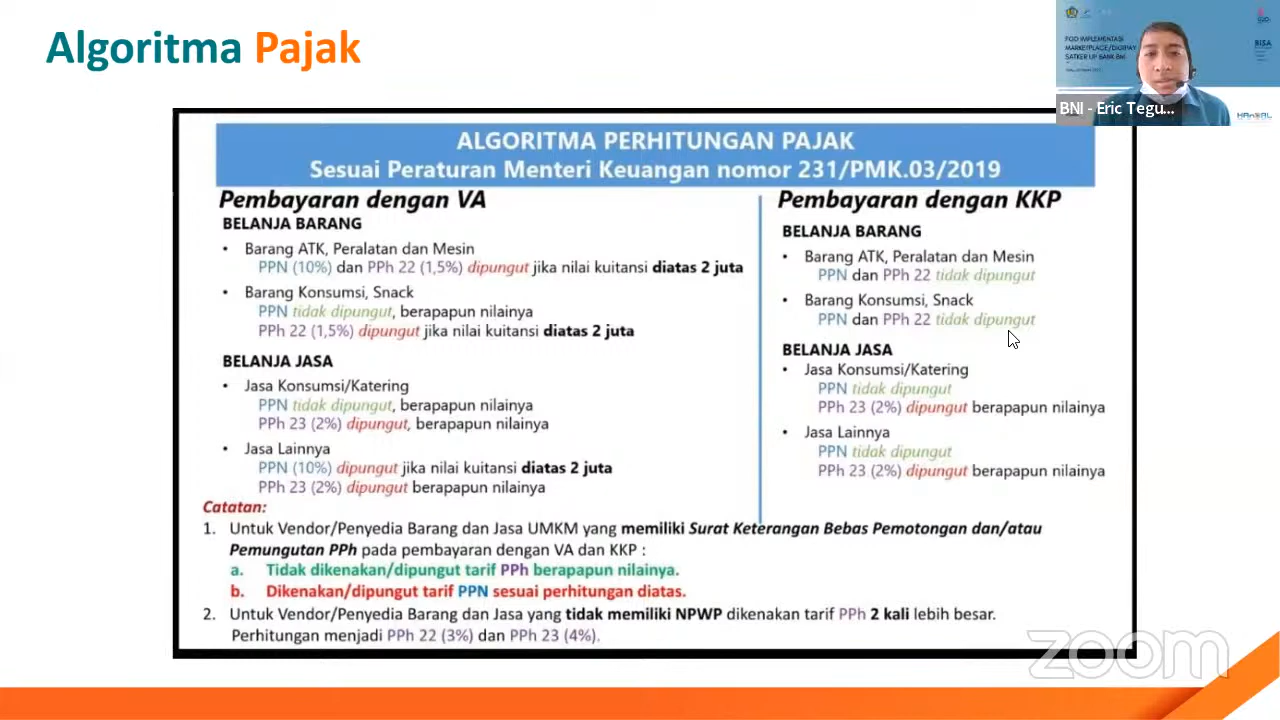 Algoritma Pajak
FGD IMPLEMENTASI
MARKETPLACE/DIGIPAY
SATKER UP BANK BNI
BNI - Eric Tegu...
ALGORITMA PERHITUNGAN PAJAK
Sesuai Peraturan Menteri Keuangan nomor 231/PMK.03/2019
Pembayaran dengan VA
BELANJA BARANG
• Barang ATK, Peralatan dan Mesin
PPN (10%) dan PPh 22 (1,5%) dipungut jika nilai kuitansi diatas 2 juta
• Barang Konsumsi, Snack
PPN tidak dipungut, berapapun nilainya
PPh 22 (1,5%) dipungut jika nilai kuitansi diatas 2 juta
BELANJA JASA
• Jasa Konsumsi/Katering
PPN tidak dipungut, berapapun nilainya
PPh 23 (2%) dipungut, berapapun nilainya
• Jasa Lainnya
PPN (10%) dipungut jika nilai kuitansi diatas 2 juta
PPh 23 (2%) dipungut berapapun nilainya
Pembayaran dengan KKP
BELANJA BARANG
• Barang ATK, Peralatan dan Mesin
PPN dan PPh 22 tidak dipungut
• Barang Konsumsi, Snack
PPN dan PPh 22 tidak dipungut
BELANJA JASA
• Jasa Konsumsi/Katering
PPN tidak dipungut
PPh 23 (2%) dipungut berapapun nilainya
• Jasa Lainnya
PPN tidak dipungut
PPh 23 (2%) dipungut berapapun nilainya
Catatan:
1. Untuk Vendor/Penyedia Barang dan Jasa UMKM yang memiliki Surat Keterangan Bebas Pemotongan dan/atau
Pemungutan PPh pada pembayaran dengan VA dan KKP :
a. Tidak dikenakan/dipungut tarif PPh berapapun nilainya.
b. Dikenakan/dipungut tarif PPN sesuai perhitungan diatas.
2. Untuk Vendor/Penyedia Barang dan Jasa yang tidak memiliki NPWP dikenakan tarif PPh 2 kali lebih besar.
Perhitungan menjadi PPh 22 (3%) dan PPh 23 (4%).
zoom